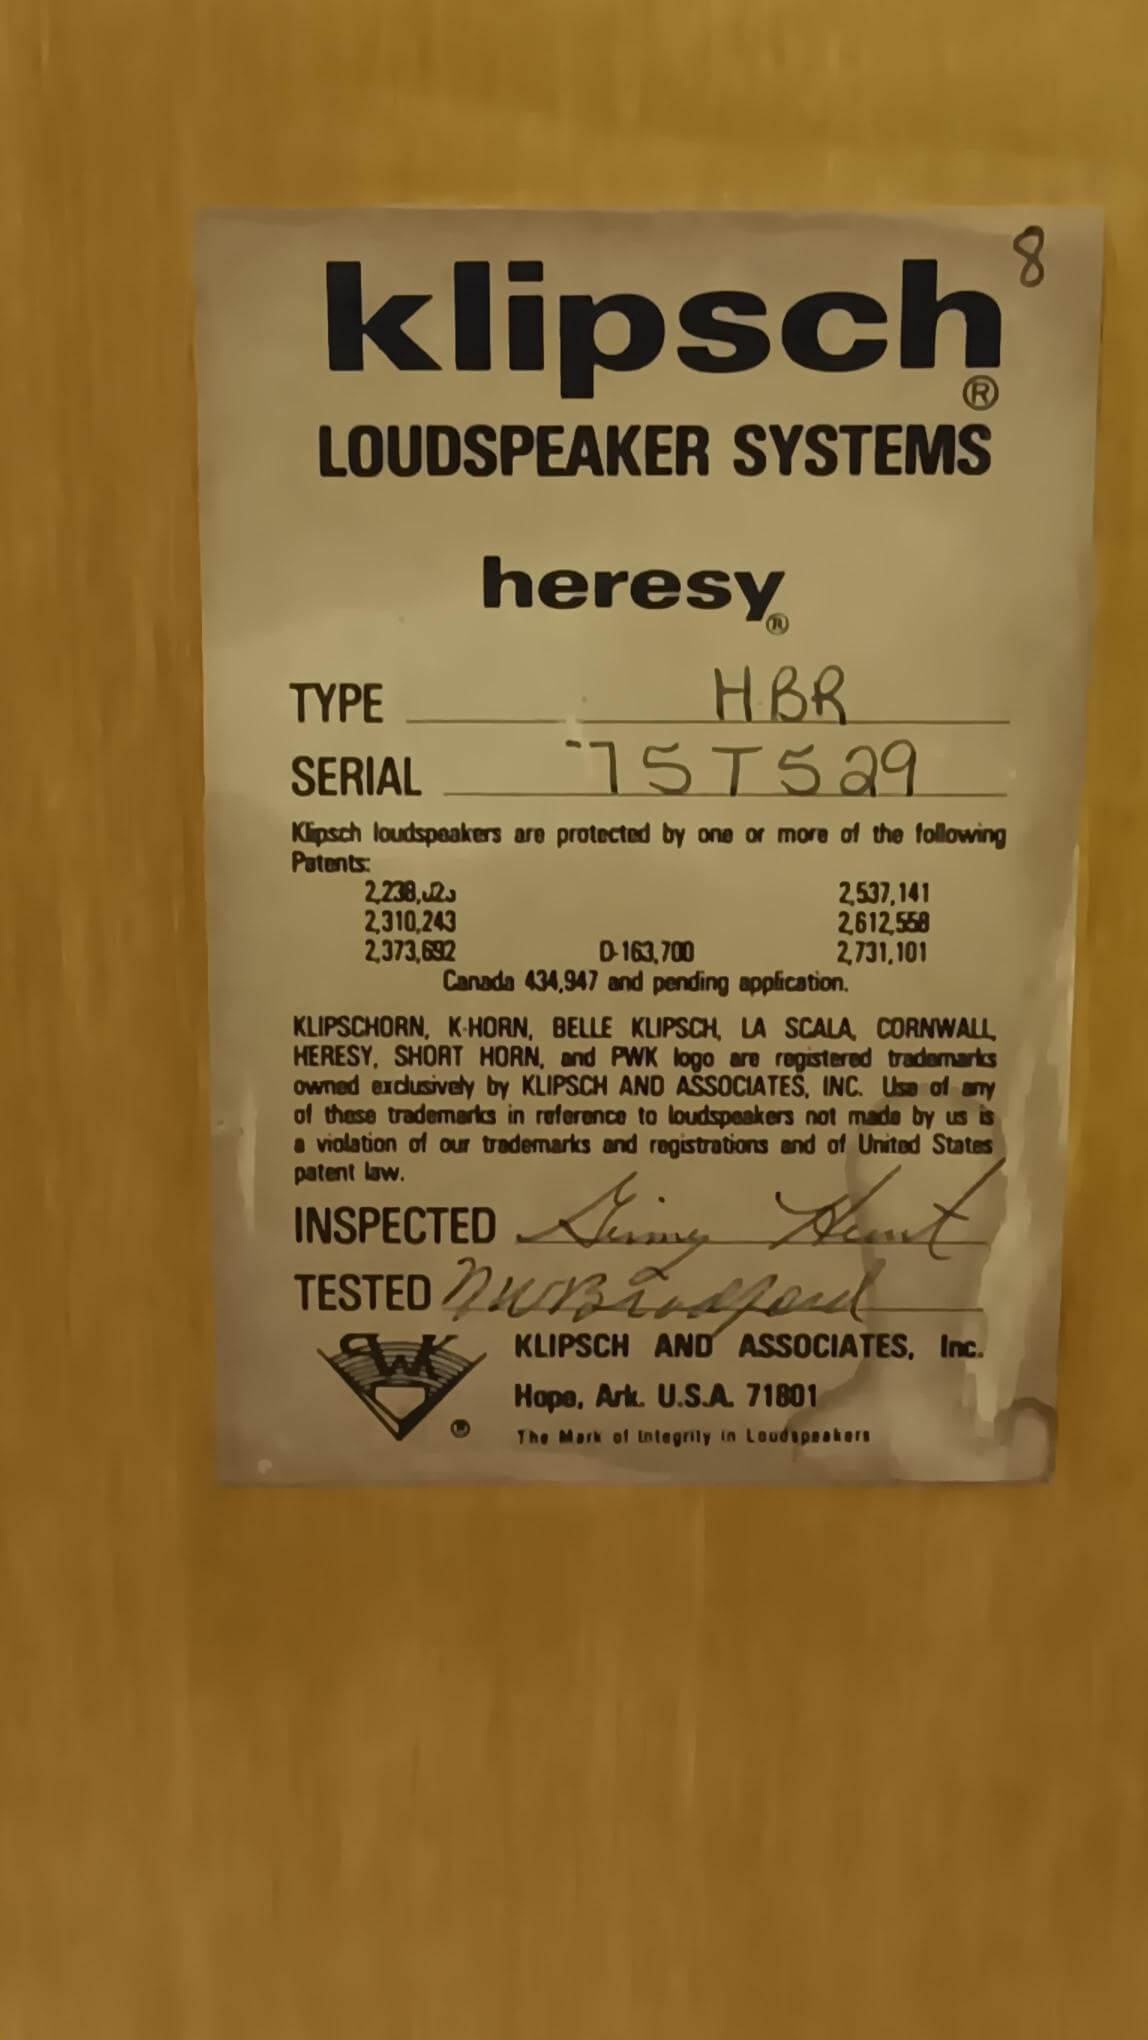 8
klipsch®
LOUDSPEAKER SYSTEMS
heresy®
TYPE HBR
SERIAL 75T529
Klipsch loudspeakers are protected by one or more of the following
Patents:
2,537,141
2,310,243 2,612,558
2,373,692 D-163,700 2,731,101
Canada 434,947 and pending application.
KLIPSCHORN, K-HORN, BELLE KLIPSCH, LA SCALA, CORNWALL,
HERESY, SHORT HORN, and PWK logo are registered trademarks
owned exclusively by KLIPSCH AND ASSOCIATES, INC. Use of any
of these trademarks in reference to loudspeakers not made by us is
a violation of our trademarks and registrations and of United States
patent law.
INSPECTED Hunt
TESTED Bradford
PWK ® KLIPSCH AND ASSOCIATES, Inc.
Hope, Ark. U.S.A. 71801
The Mark of Integrity in Loudspeakers